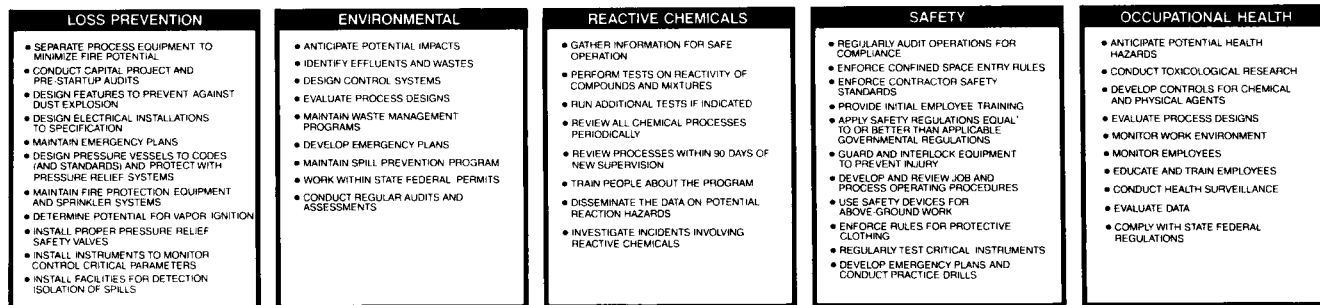 LOSS PREVENTION
• SEPARATE PROCESS EQUIPMENT TO
MINIMIZE FIRE POTENTIAL
• CONDUCT CAPITAL PROJECT AND
PRE-STARTUP AUDITS
• DESIGN FEATURES TO PREVENT AGAINST
DUST EXPLOSION
• DESIGN ELECTRICAL INSTALLATIONS
TO SPECIFICATION
• MAINTAIN EMERGENCY PLANS
• DESIGN PRESSURE VESSELS TO CODES
(AND STANDARDS) AND PROTECT WITH
PRESSURE RELIEF SYSTEMS
• MAINTAIN FIRE PROTECTION EQUIPMENT
AND SPRINKLER SYSTEMS
• DETERMINE POTENTIAL FOR VAPOR IGNITION
• INSTALL PROPER PRESSURE RELIEF
SAFETY VALVES
• INSTALL INSTRUMENTS TO MONITOR
CONTROL CRITICAL PARAMETERS
• INSTALL FACILITIES FOR DETECTION
ISOLATION OF SPILLS
ENVIRONMENTAL
• ANTICIPATE POTENTIAL IMPACTS
• IDENTIFY EFFLUENTS AND WASTES
• DESIGN CONTROL SYSTEMS
• EVALUATE PROCESS DESIGNS
• MAINTAIN WASTE MANAGEMENT
PROGRAMS
• DEVELOP EMERGENCY PLANS
• MAINTAIN SPILL PREVENTION PROGRAM
• WORK WITHIN STATE FEDERAL PERMITS
• CONDUCT REGULAR AUDITS AND
ASSESSMENTS
REACTIVE CHEMICALS
• GATHER INFORMATION FOR SAFE
OPERATION
• PERFORM TESTS ON REACTIVITY OF
COMPOUNDS AND MIXTURES
• RUN ADDITIONAL TESTS IF INDICATED
• REVIEW ALL CHEMICAL PROCESSES
PERIODICALLY
• REVIEW PROCESSES WITHIN 90 DAYS OF
NEW SUPERVISION
• TRAIN PEOPLE ABOUT THE PROGRAM
• DISSEMINATE THE DATA ON POTENTIAL
REACTION HAZARDS
• INVESTIGATE INCIDENTS INVOLVING
REACTIVE CHEMICALS
SAFETY
• REGULARLY AUDIT OPERATIONS FOR
COMPLIANCE
• ENFORCE CONFINED SPACE ENTRY RULES
• ENFORCE CONTRACTOR SAFETY
STANDARDS
• PROVIDE INITIAL EMPLOYEE TRAINING
• APPLY SAFETY REGULATIONS EQUAL
TO OR BETTER THAN APPLICABLE
GOVERNMENTAL REGULATIONS
• GUARD AND INTERLOCK EQUIPMENT
TO PREVENT INJURY
• DEVELOP AND REVIEW JOB AND
PROCESS OPERATING PROCEDURES
• USE SAFETY DEVICES FOR
ABOVE-GROUND WORK
• ENFORCE RULES FOR PROTECTIVE
CLOTHING
• REGULARLY TEST CRITICAL INSTRUMENTS
• DEVELOP EMERGENCY PLANS AND
CONDUCT PRACTICE DRILLS
OCCUPATIONAL HEALTH
• ANTICIPATE POTENTIAL HEALTH
HAZARDS
• CONDUCT TOXICOLOGICAL RESEARCH
• DEVELOP CONTROLS FOR CHEMICAL
AND PHYSICAL AGENTS
• EVALUATE PROCESS DESIGNS
• MONITOR WORK ENVIRONMENT
• MONITOR EMPLOYEES
• EDUCATE AND TRAIN EMPLOYEES
• CONDUCT HEALTH SURVEILLANCE
• EVALUATE DATA
• COMPLY WITH STATE FEDERAL
REGULATIONS